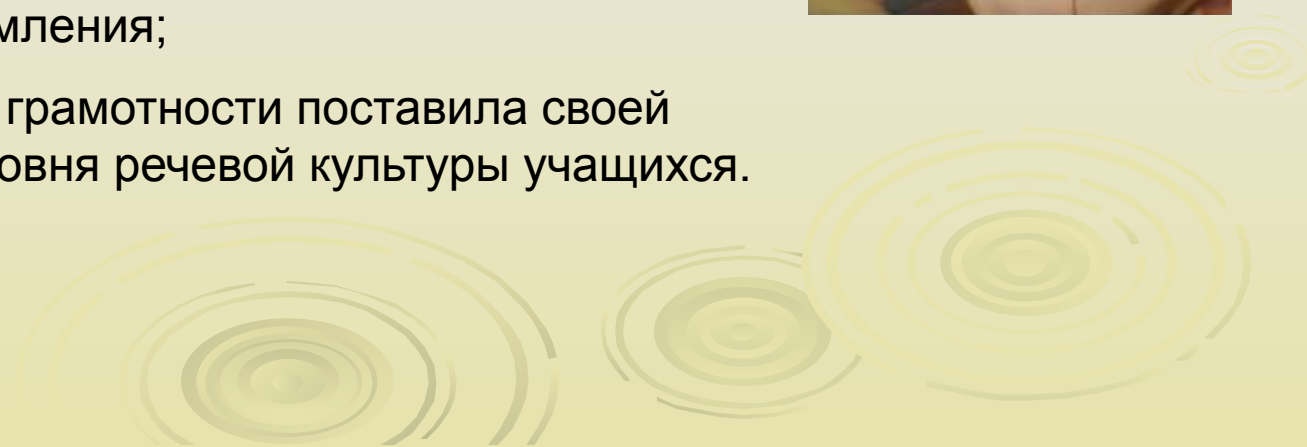 мления;
грамотности поставила своей
овня речевой культуры учащихся.